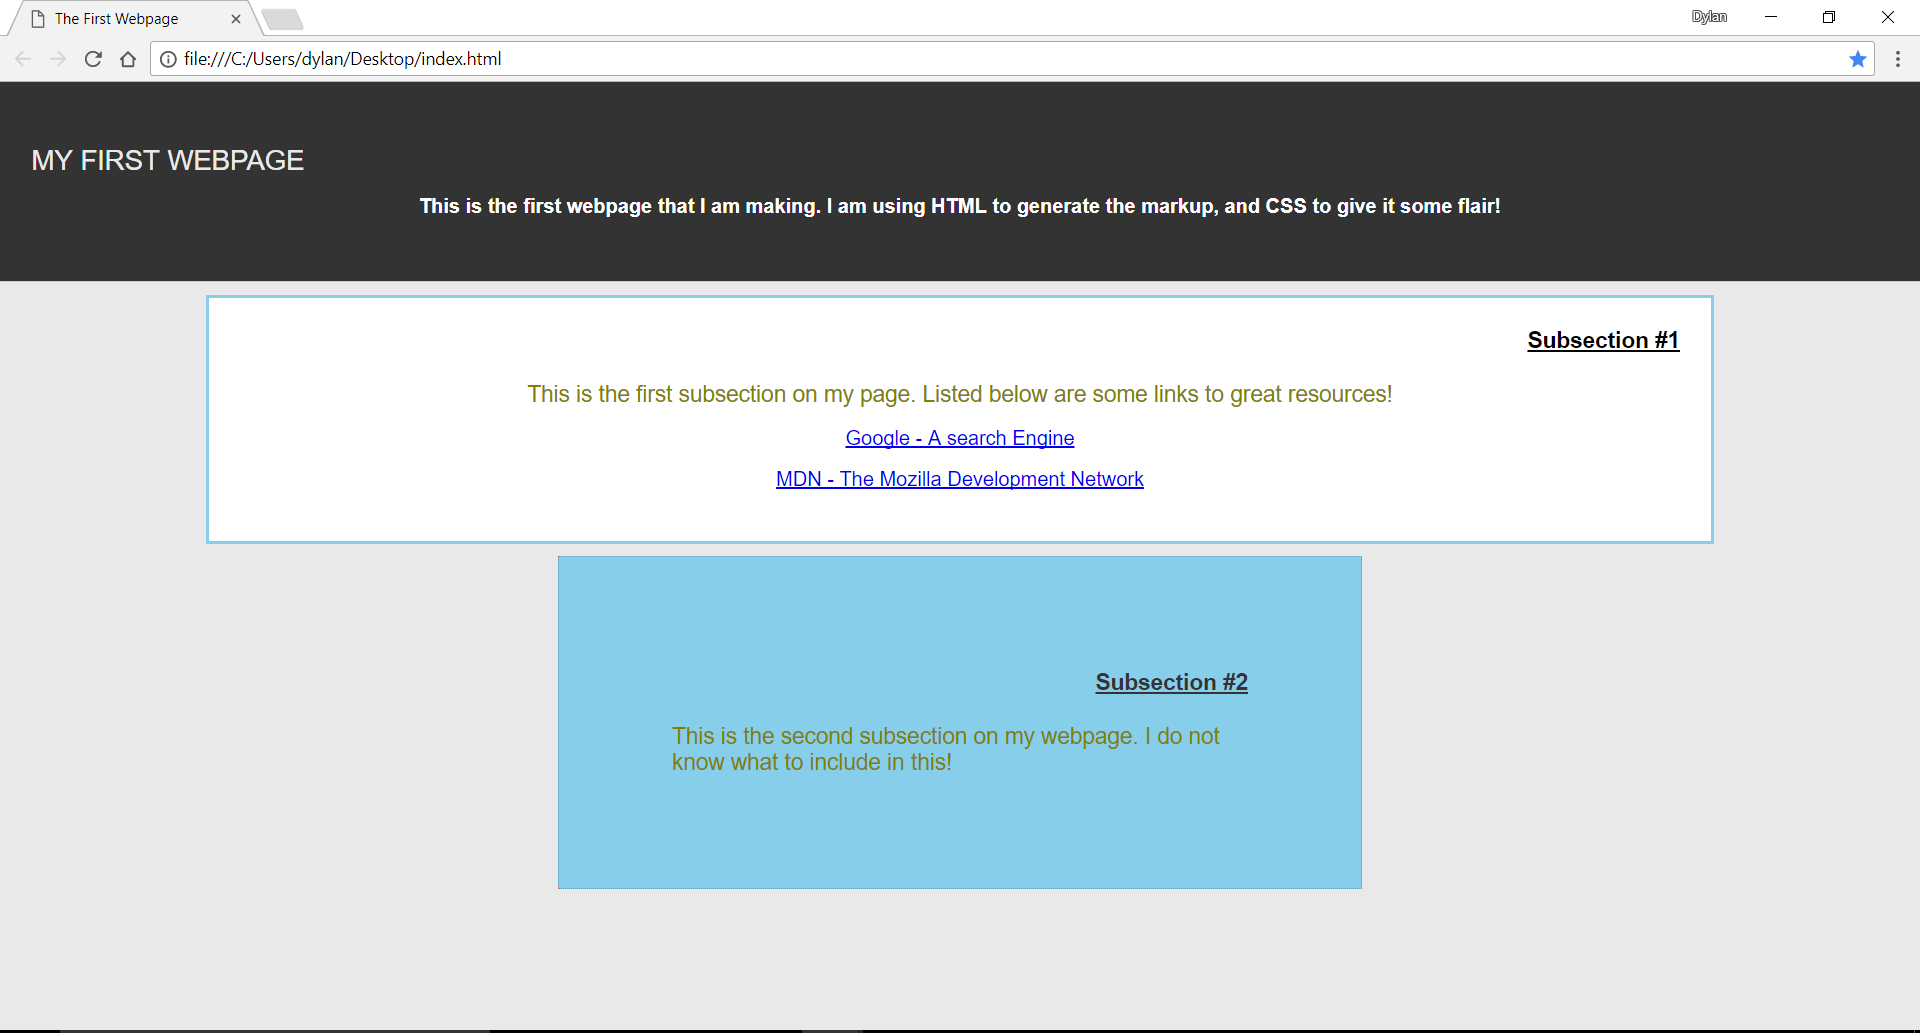 The First Webpage
Dylan
file:///C:/Users/dylan/Desktop/index.html
MY FIRST WEBPAGE
This is the first webpage that I am making. I am using HTML to generate the markup, and CSS to give it some flair!
Subsection #1
This is the first subsection on my page. Listed below are some links to great resources!
Google - A search Engine
MDN - The Mozilla Development Network
Subsection #2
This is the second subsection on my webpage. I do not
know what to include in this!